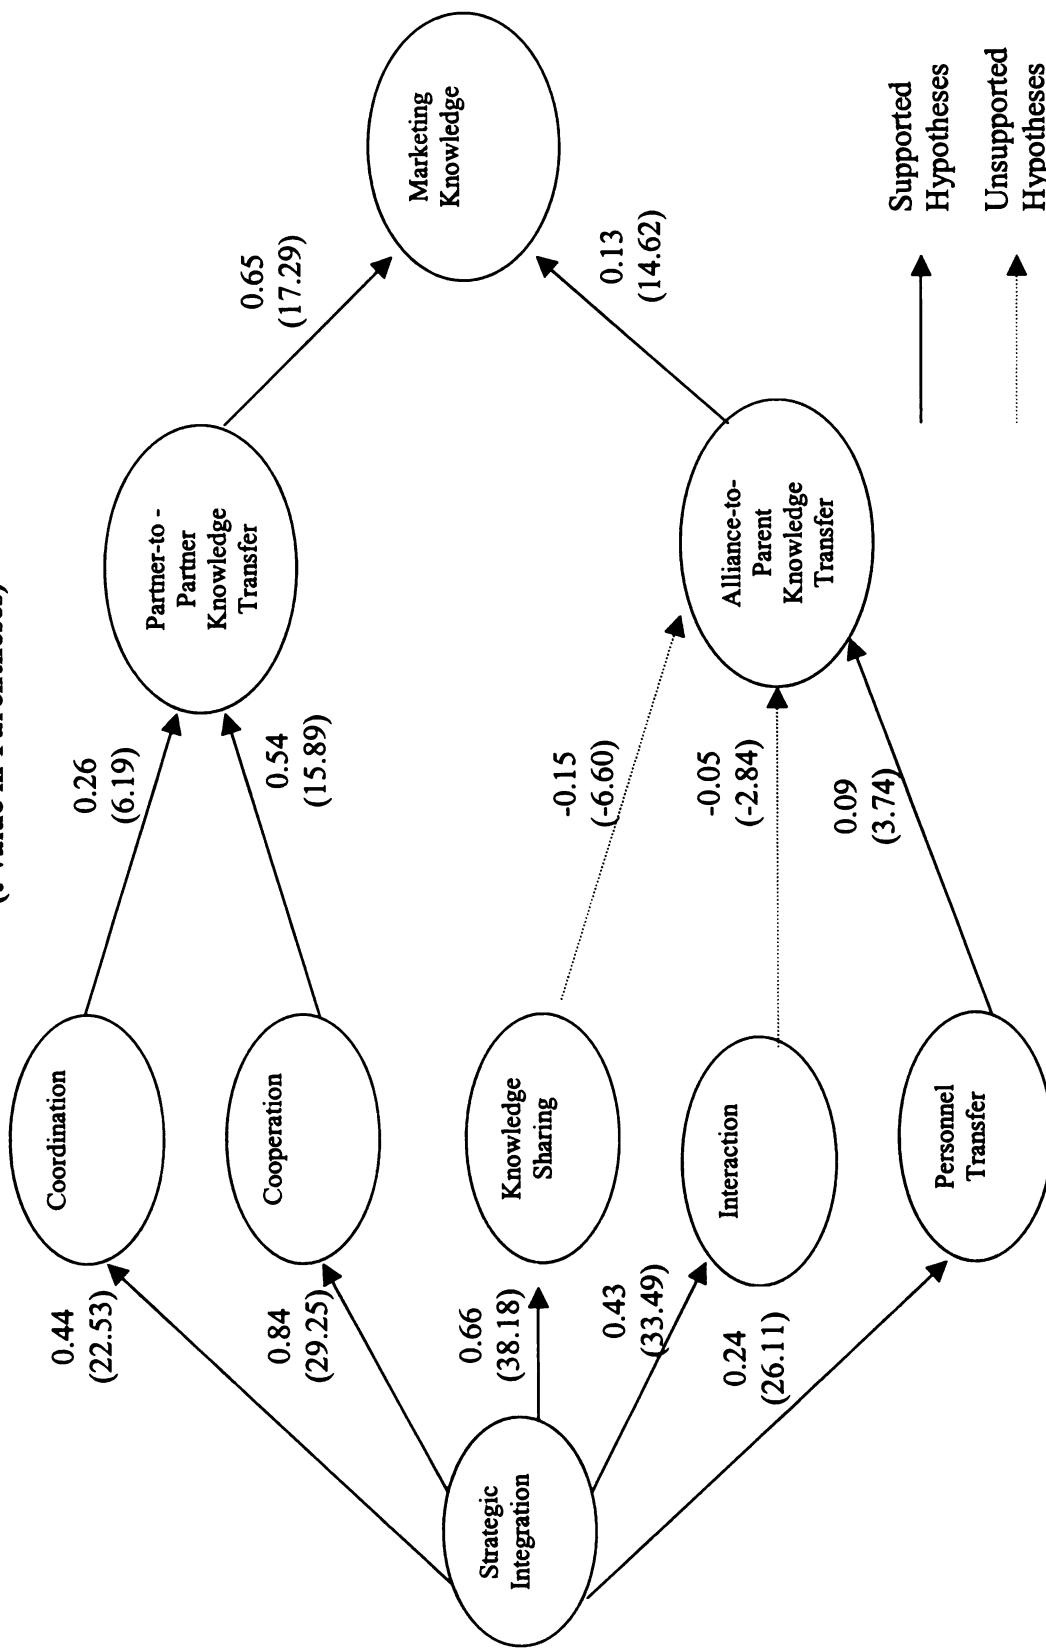 (t-value in Parentheses)
Coordination
Cooperation
Knowledge
Sharing
Interaction
Personnel
Transfer
Strategic
Integration
0.44
(22.53)
0.84
(29.25)
0.66
(38.18)
0.43
(33.49)
0.24
(26.11)
0.26
(6.19)
0.54
(15.89)
-0.15
(-6.60)
-0.05
(-2.84)
0.09
(3.74)
Partner-to -
Partner
Knowledge
Transfer
Alliance-to-
Parent
Knowledge
Transfer
0.65
(17.29)
0.13
(14.62)
Marketing
Knowledge
Supported
Hypotheses
Unsupported
Hypotheses